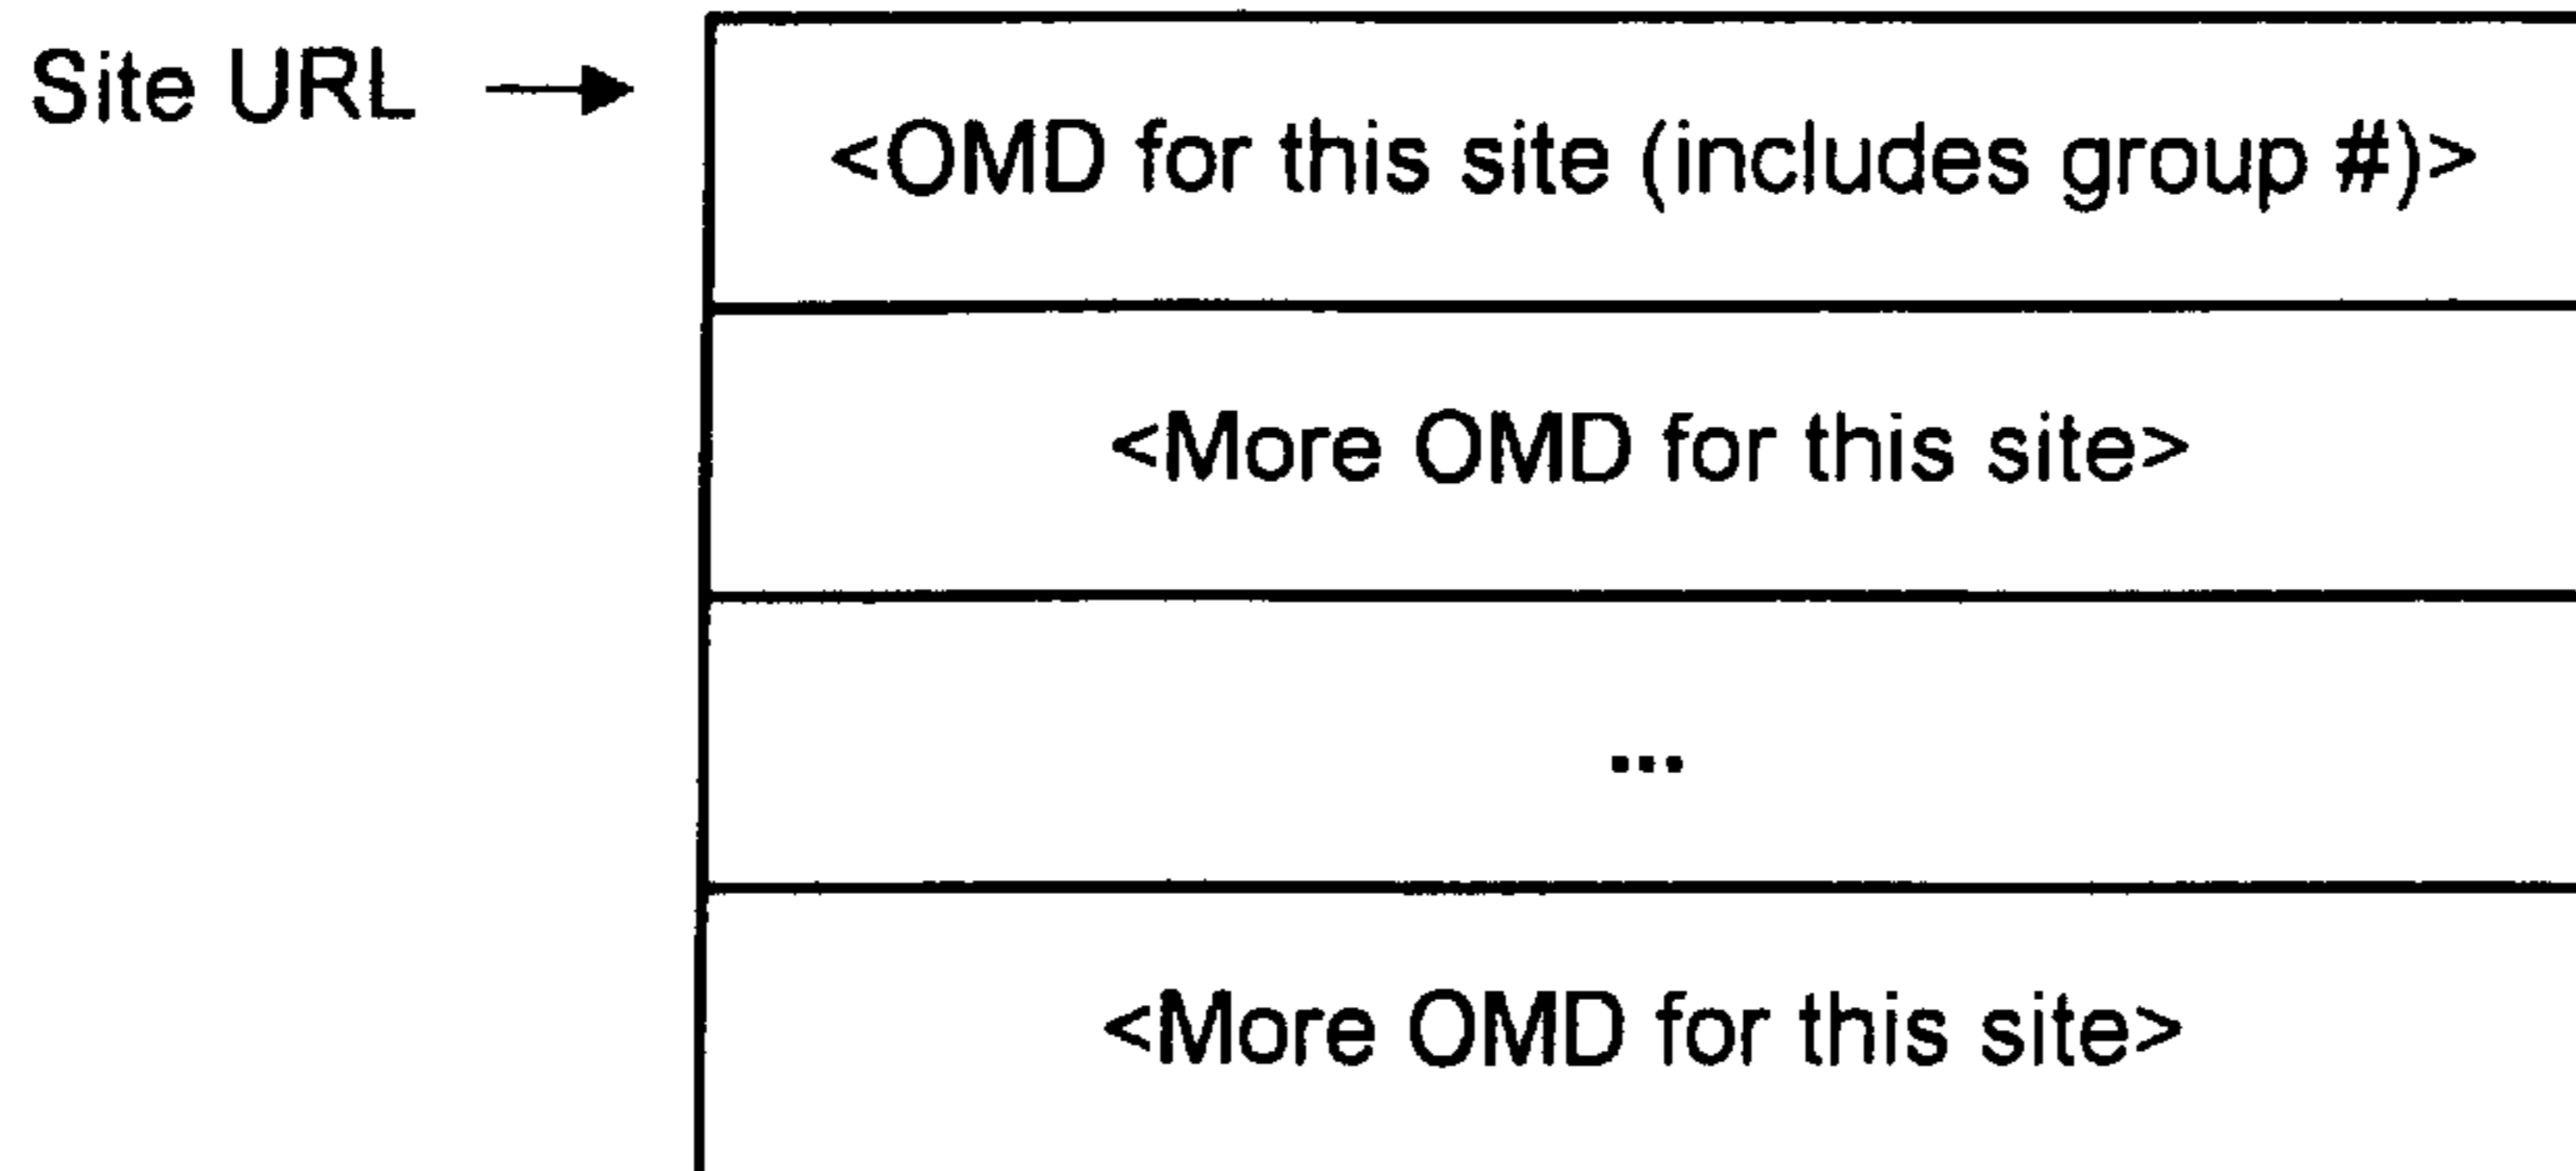 Site URL
<OMD for this site (includes group #)>
<More OMD for this site>
...
<More OMD for this site>